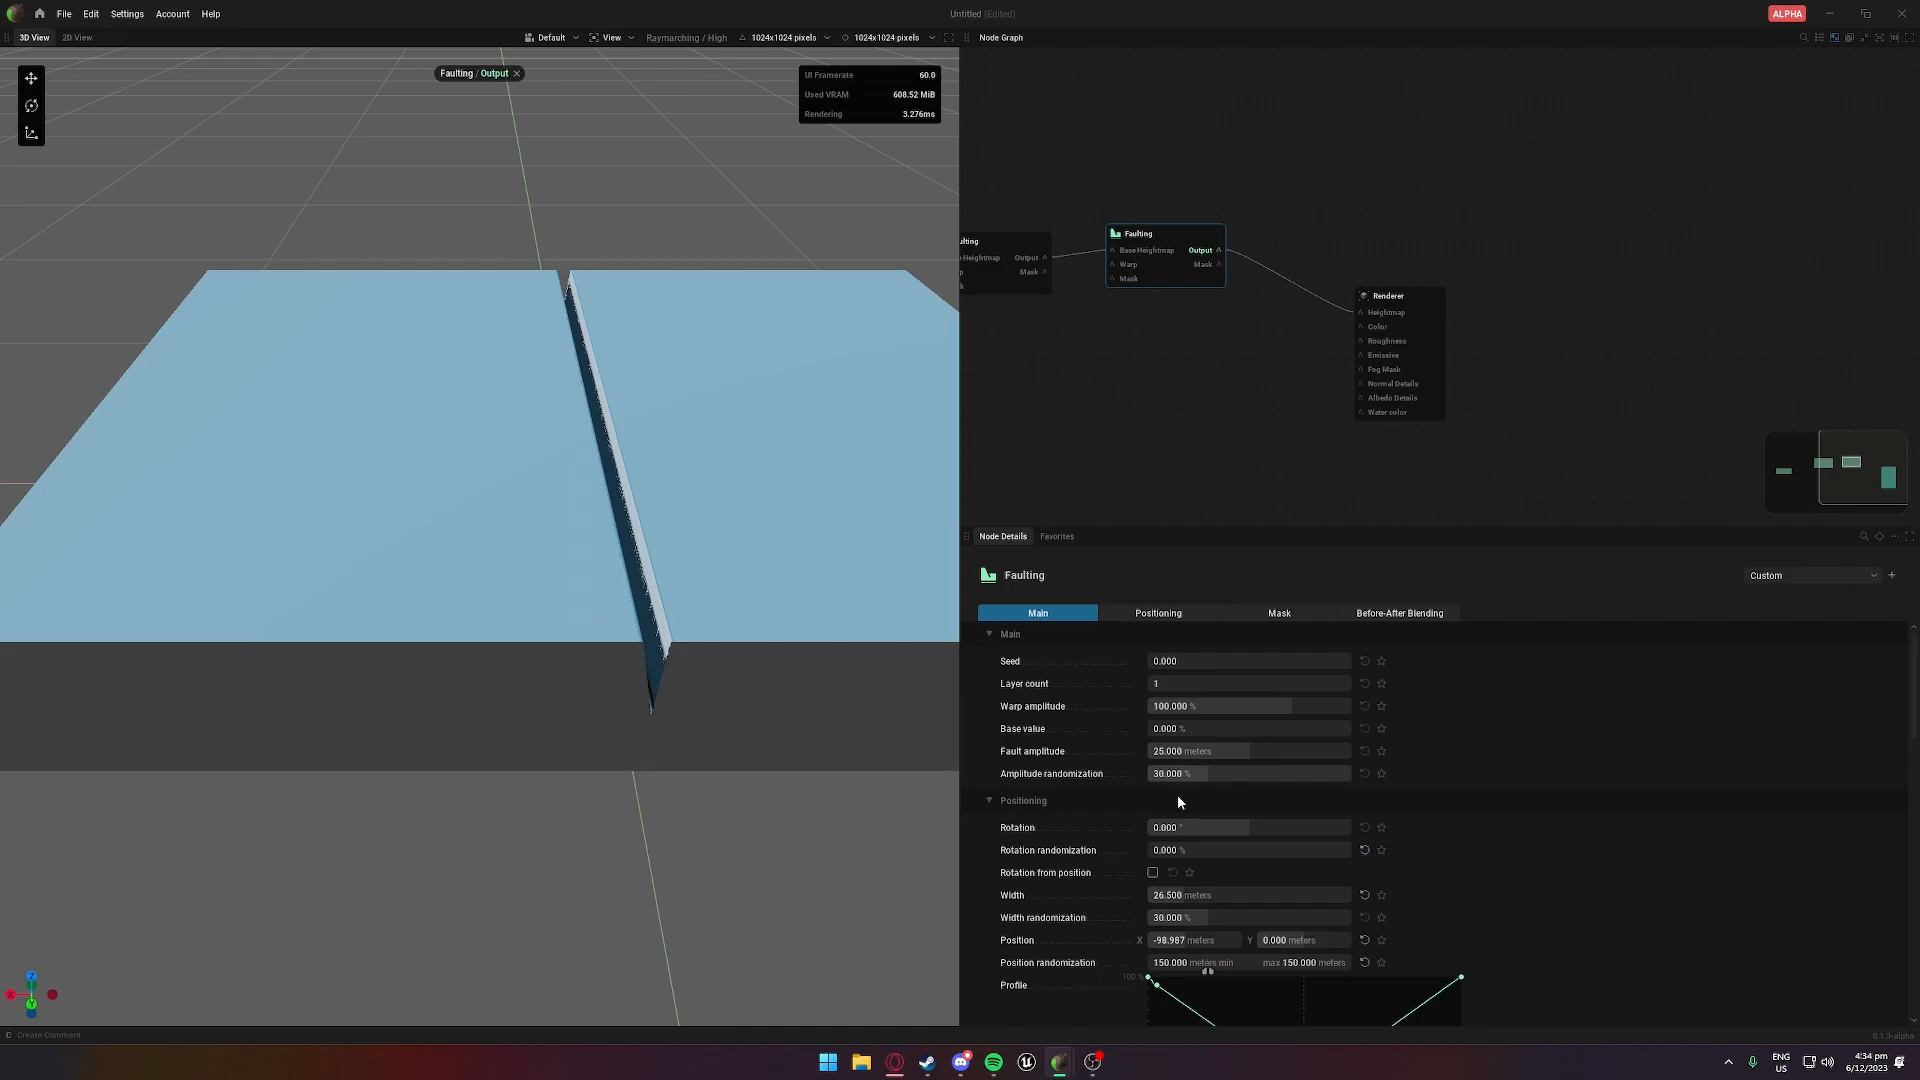 File Edit Settings Account Help
Untitled (Edited)
ALPHA
3D View 2D View
Default View Raymarching / High 1024x1024 pixels 1024x1024 pixels
Node Graph
Faulting / Output
UI Framerate 60.0
Used VRAM 608.52 MiB
Rendering 3.276ms
ulting
Heightmap Output
p Mask
k
Faulting
Base Heightmap Output
Warp Mask
Mask
Renderer
Heightmap
Color
Roughness
Emissive
Fog Mask
Normal Details
Albedo Details
Water color
Node Details Favorites
Faulting
Custom
Main Positioning Mask Before-After Blending
Main
Seed 0.000
Layer count 1
Warp amplitude 100.000 %
Base value 0.000 %
Fault amplitude 25.000 meters
Amplitude randomization 30.000 %
Positioning
Rotation 0.000 °
Rotation randomization 0.000 %
Rotation from position
Width 26.500 meters
Width randomization 30.000 %
Position X -98.987 meters Y 0.000 meters
Position randomization 150.000 meters min max 150.000 meters
Profile 100 %
X Y Z
C Create Comment
0.1.3-alpha
ENG
US
4:34 pm
6/12/2023